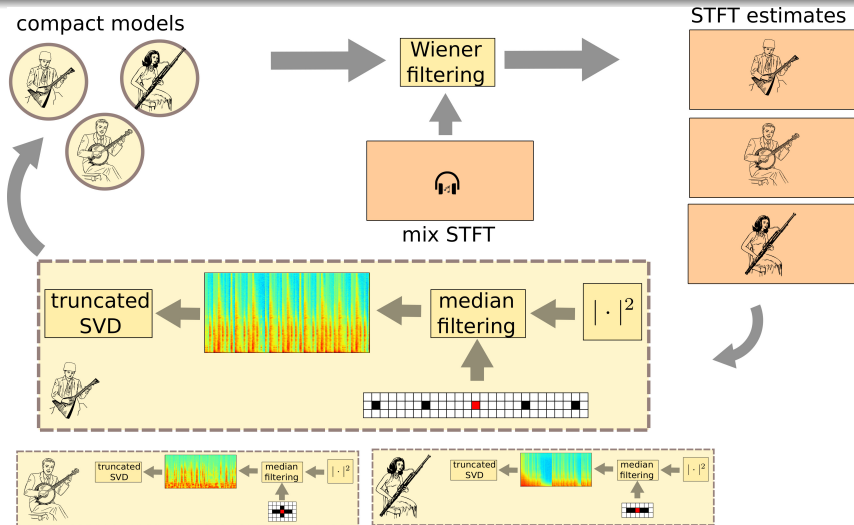 compact models
STFT estimates
Wiener
filtering
mix STFT
truncated
SVD
median
filtering
| · |²
truncated
SVD
median
filtering
| · |²
truncated
SVD
median
filtering
| · |²